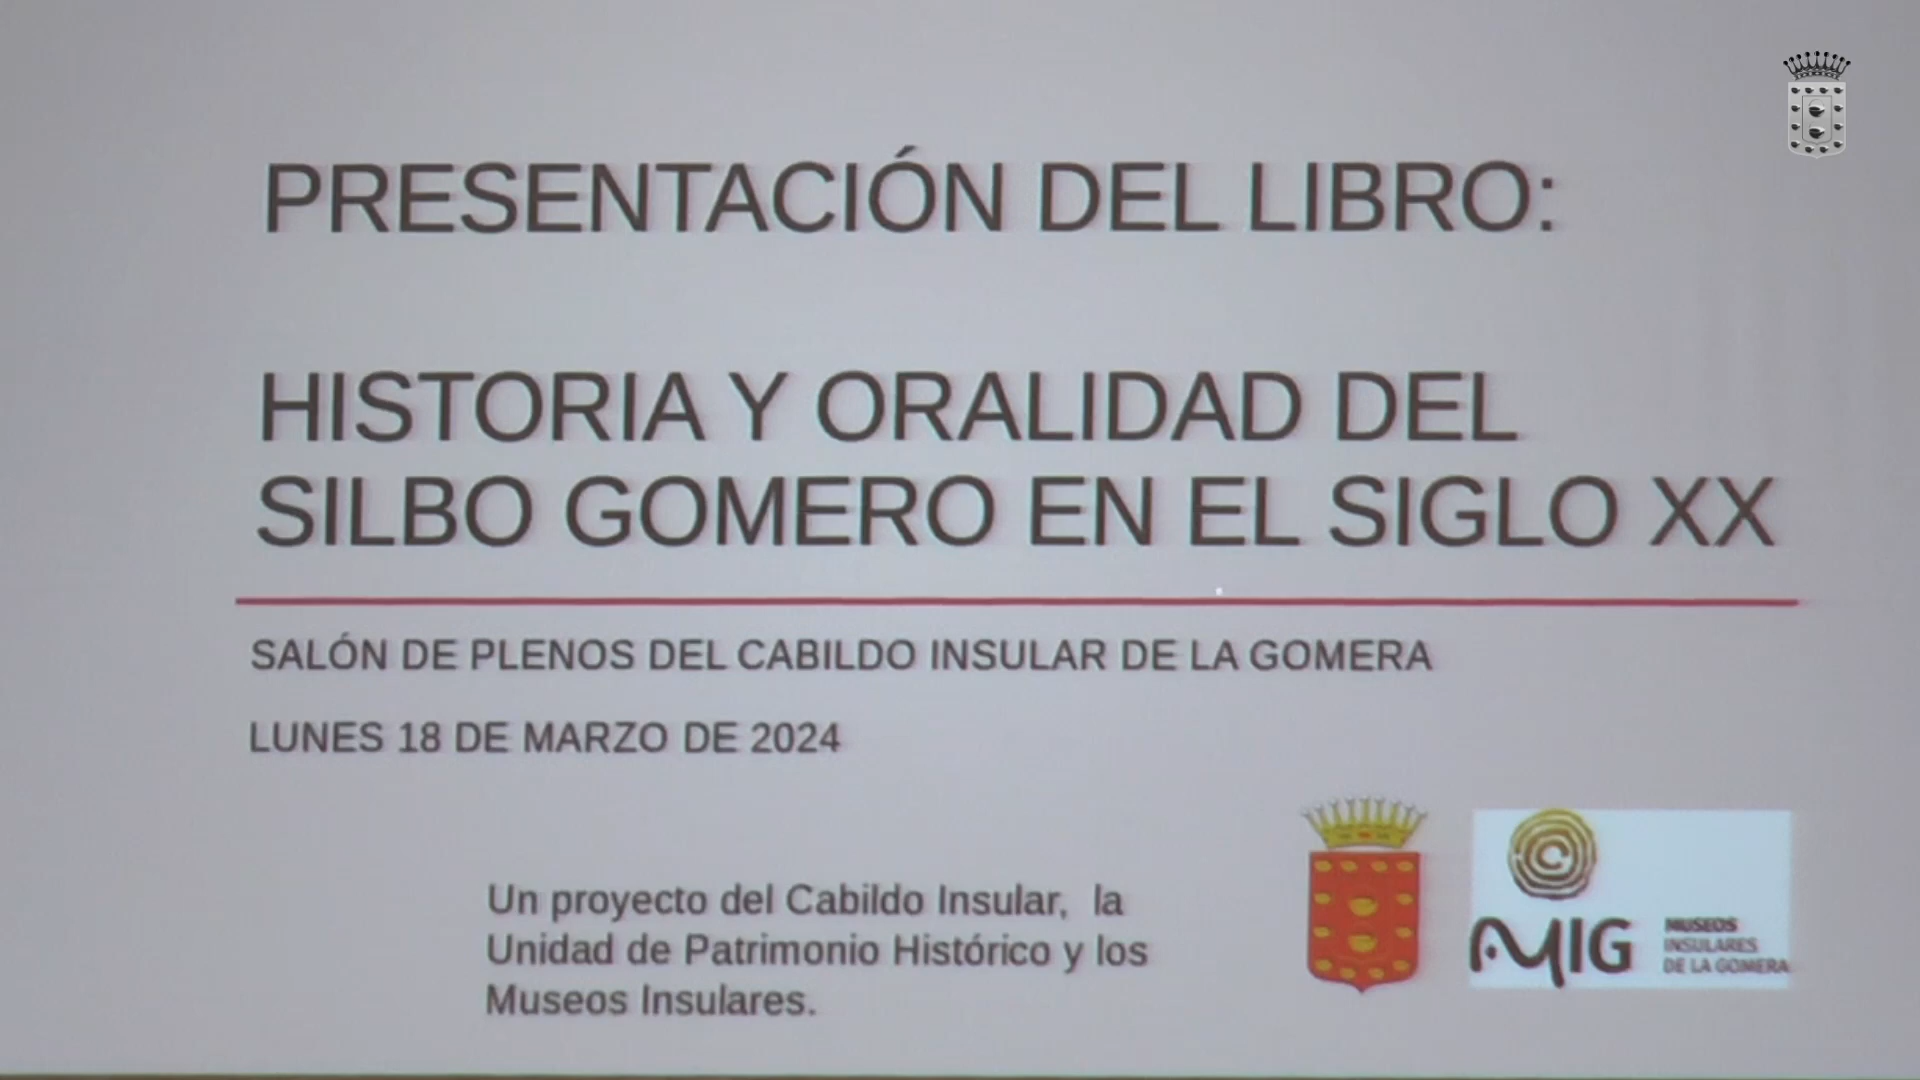 PRESENTACIÓN DEL LIBRO:
HISTORIA Y ORALIDAD DEL
SILBO GOMERO EN EL SIGLO XX
SALÓN DE PLENOS DEL CABILDO INSULAR DE LA GOMERA
LUNES 18 DE MARZO DE 2024
Un proyecto del Cabildo Insular, la
Unidad de Patrimonio Histórico y los
Museos Insulares.
MIG
MUSEOS
INSULARES
DE LA GOMERA